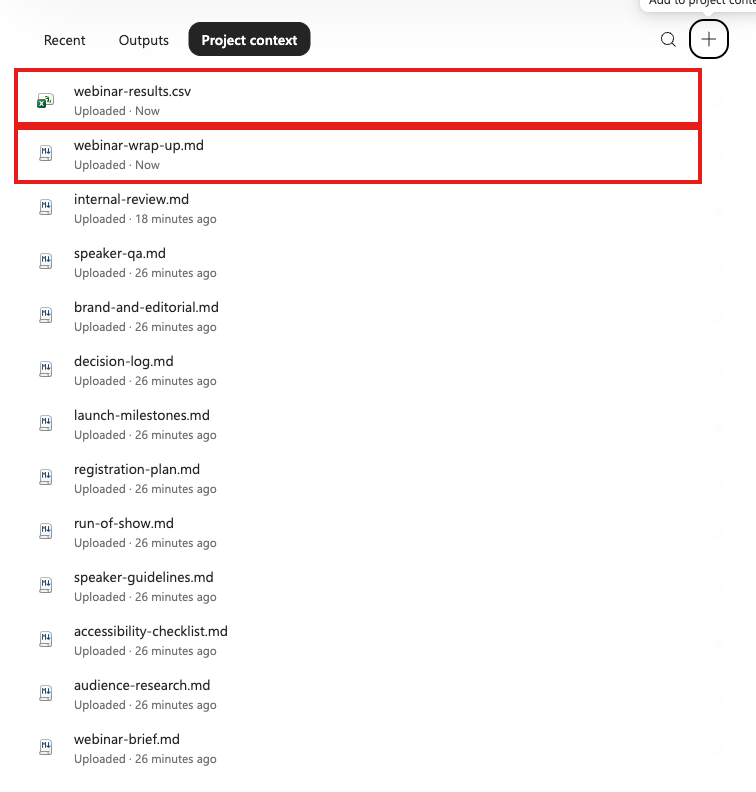 Add to project conte
Recent Outputs Project context
webinar-results.csv
Uploaded · Now
webinar-wrap-up.md
Uploaded · Now
internal-review.md
Uploaded · 18 minutes ago
speaker-qa.md
Uploaded · 26 minutes ago
brand-and-editorial.md
Uploaded · 26 minutes ago
decision-log.md
Uploaded · 26 minutes ago
launch-milestones.md
Uploaded · 26 minutes ago
registration-plan.md
Uploaded · 26 minutes ago
run-of-show.md
Uploaded · 26 minutes ago
speaker-guidelines.md
Uploaded · 26 minutes ago
accessibility-checklist.md
Uploaded · 26 minutes ago
audience-research.md
Uploaded · 26 minutes ago
webinar-brief.md
Uploaded · 26 minutes ago